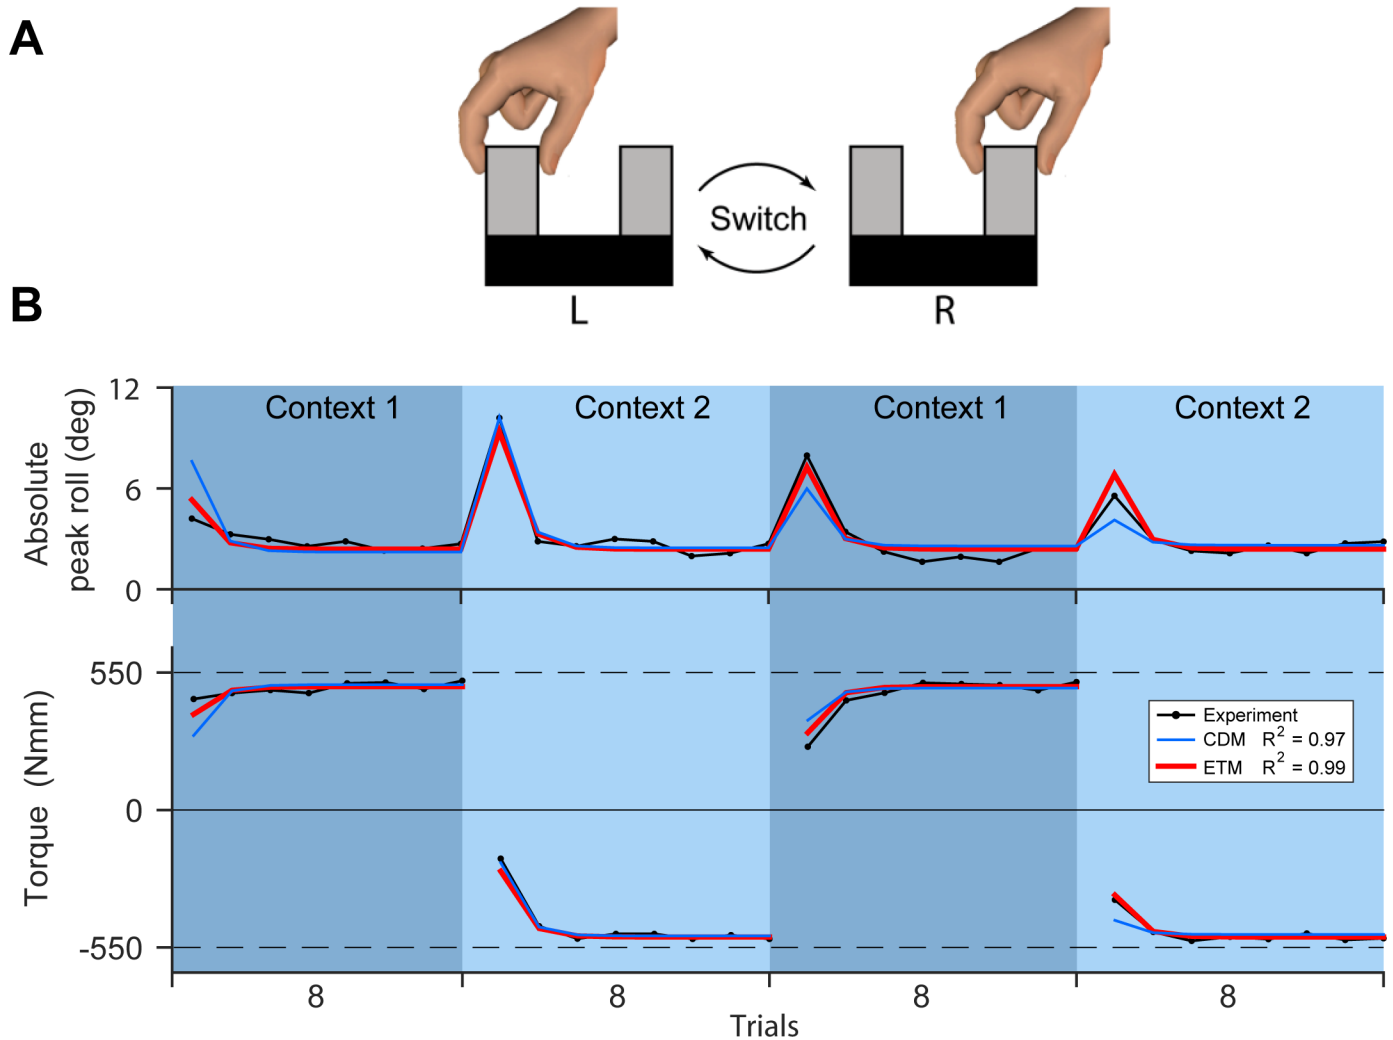 A
Switch
L
R
B
Absolute
peak roll (deg)
12
6
0
Context 1
Context 2
Context 1
Context 2
Torque (Nmm)
550
0
-550
Experiment
CDM R² = 0.97
ETM R² = 0.99
8
8
8
8
Trials